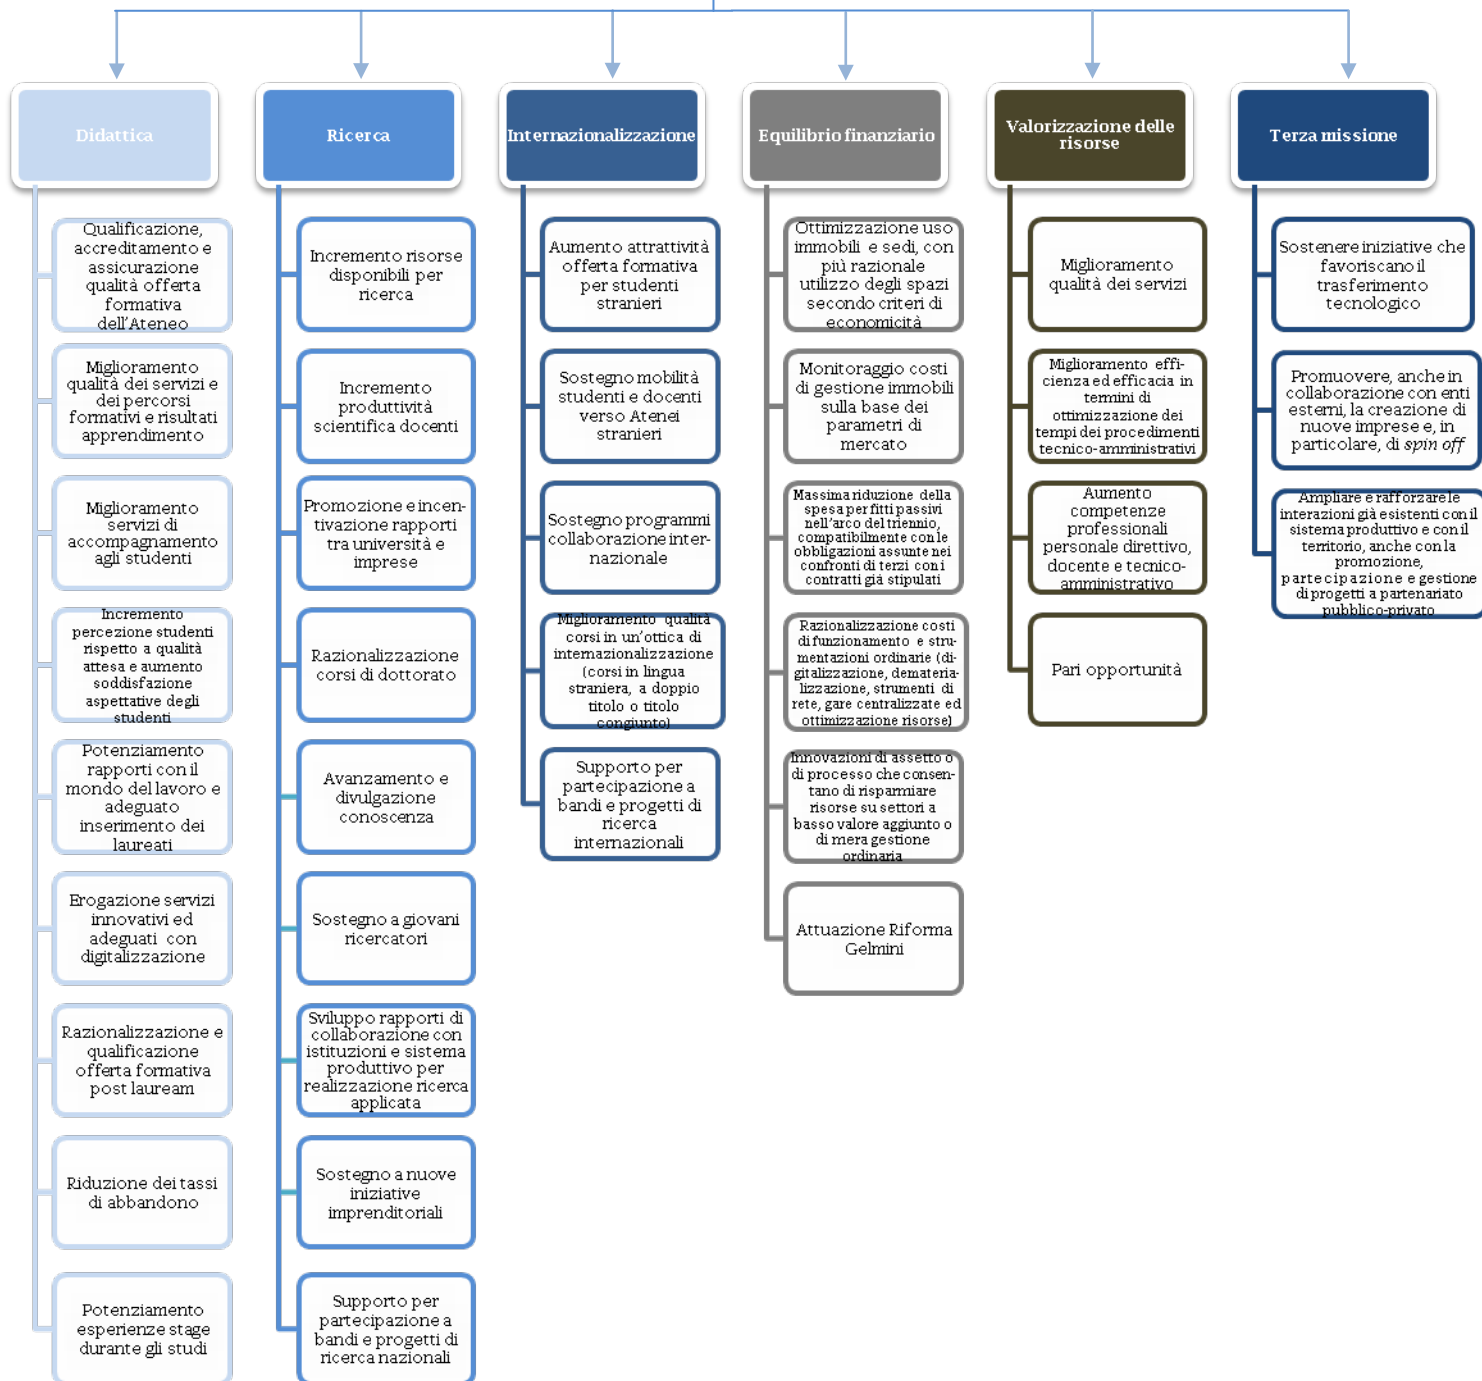 Didattica
Qualificazione,
accreditamento e
assicurazione
qualità offerta
formativa
dell'Ateneo
Miglioramento
qualità dei servizi e
dei percorsi
formativi e risultati
apprendimento
Miglioramento
servizi di
accompagnamento
agli studenti
Incremento
percezione studenti
rispetto a qualità
attesa e aumento
soddisfazione
aspettative degli
studenti
Potenziamento
rapporti con il
mondo del lavoro e
adeguato
inserimento dei
laureati
Erogazione servizi
innovativi ed
adeguati con
digitalizzazione
Razionalizzazione e
qualificazione
offerta formativa
post lauream
Riduzione dei tassi
di abbandono
Potenziamento
esperienze stage
durante gli studi
Ricerca
Incremento risorse
disponibili per
ricerca
Incremento
produttività
scientifica docenti
Promozione e incen-
tivazione rapporti
tra università e
imprese
Razionalizzazione
corsi di dottorato
Avanzamento e
divulgazione
conoscenza
Sostegno a giovani
ricercatori
Sviluppo rapporti di
collaborazione con
istituzioni e sistema
produttivo per
realizzazione ricerca
applicata
Sostegno a nuove
iniziative
imprenditoriali
Supporto per
partecipazione a
bandi e progetti di
ricerca nazionali
Internazionalizzazione
Aumento attrattività
offerta formativa
per studenti
stranieri
Sostegno mobilità
studenti e docenti
verso Atenei
stranieri
Sostegno programmi
collaborazione inter-
nazionale
Miglioramento qualità
corsi in un'ottica di
internazionalizzazione
(corsi in lingua
straniera, a doppio
titolo o titolo
congiunto)
Supporto per
partecipazione a
bandi e progetti di
ricerca
internazionali
Equilibrio finanziario
Ottimizzazione uso
immobili e sedi, con
più razionale
utilizzo degli spazi
secondo criteri di
economicità
Monitoraggio costi
di gestione immobili
sulla base dei
parametri di
mercato
Massima riduzione della
spesa per fitti passivi
nell'arco del triennio,
compatibilmente con le
obbligazioni assunte nei
confronti di terzi con i
contratti già stipulati
Razionalizzazione costi
di funzionamento e stru-
mentazioni ordinarie (di-
gitalizzazione, demateria-
lizzazione, strumenti di
rete, gare centralizzate ed
ottimizzazione risorse)
Innovazioni di assetto o
di processo che consen-
tano di risparmiare
risorse su settori a
basso valore aggiunto o
di mera gestione
ordinaria
Attuazione Riforma
Gelmini
Valorizzazione delle
risorse
Miglioramento
qualità dei servizi
Miglioramento effi-
cienza ed efficacia in
termini di
ottimizzazione dei
tempi dei procedimenti
tecnico-amministrativi
Aumento
competenze
professionali
personale direttivo,
docente e tecnico-
amministrativo
Pari opportunità
Terza missione
Sostenere iniziative che
favoriscano il
trasferimento
tecnologico
Promuovere, anche in
collaborazione con enti
esterni, la creazione di
nuove imprese e, in
particolare, di spin off
Ampliare e rafforzare le
interazioni già esistenti con il
sistema produttivo e con il
territorio, anche con la
promozione,
partecipazione e gestione
di progetti a partenariato
pubblico-privato